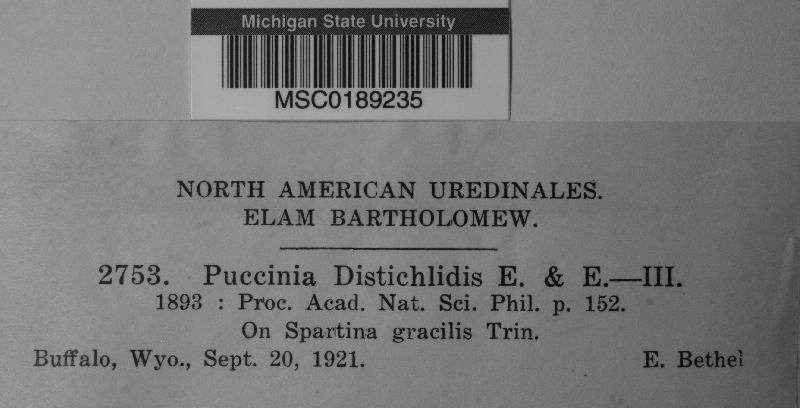 Michigan State University
MSC0189235
NORTH AMERICAN UREDINALES.
ELAM BARTHOLOMEW.
2753. Puccinia Distichlidis E. & E.—III.
1893 : Proc. Acad. Nat. Sci. Phil. p. 152.
On Spartina gracilis Trin.
Buffalo, Wyo., Sept. 20, 1921. E. Bethel